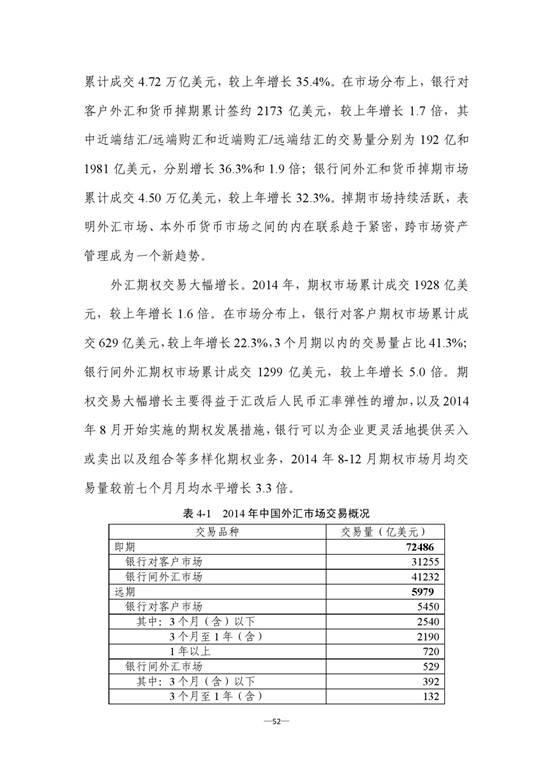 累计成交 4.72 万亿美元，较上年增长 35.4%。在市场分布上，银行对
客户外汇和货币掉期累计签约 2173 亿美元，较上年增长 1.7 倍，其
中近端结汇/远端购汇和近端购汇/远端结汇的交易量分别为 192 亿和
1981 亿美元，分别增长 36.3%和 1.9 倍；银行间外汇和货币掉期市场
累计成交 4.50 万亿美元，较上年增长 32.3%。掉期市场持续活跃，表
明外汇市场、本外币货币市场之间的内在联系趋于紧密，跨市场资产
管理成为一个新趋势。
外汇期权交易大幅增长。2014 年，期权市场累计成交 1928 亿美
元，较上年增长 1.6 倍。在市场分布上，银行对客户期权市场累计成
交 629 亿美元，较上年增长 22.3%，3 个月期以内的交易量占比 41.3%；
银行间外汇期权市场累计成交 1299 亿美元，较上年增长 5.0 倍。期
权交易大幅增长主要得益于汇改后人民币汇率弹性的增加，以及 2014
年 8 月开始实施的期权发展措施，银行可以为企业更灵活地提供买入
或卖出以及组合等多样化期权业务，2014 年 8-12 月期权市场月均交
易量较前七个月月均水平增长 3.3 倍。
表 4-1 2014 年中国外汇市场交易概况
交易品种 交易量（亿美元）
即期 72486
银行对客户市场 31255
银行间外汇市场 41232
远期 5979
银行对客户市场 5450
其中：3 个月（含）以下 2540
3 个月至 1 年（含） 2190
1 年以上 720
银行间外汇市场 529
其中：3 个月（含）以下 392
3 个月至 1 年（含） 132
—52—